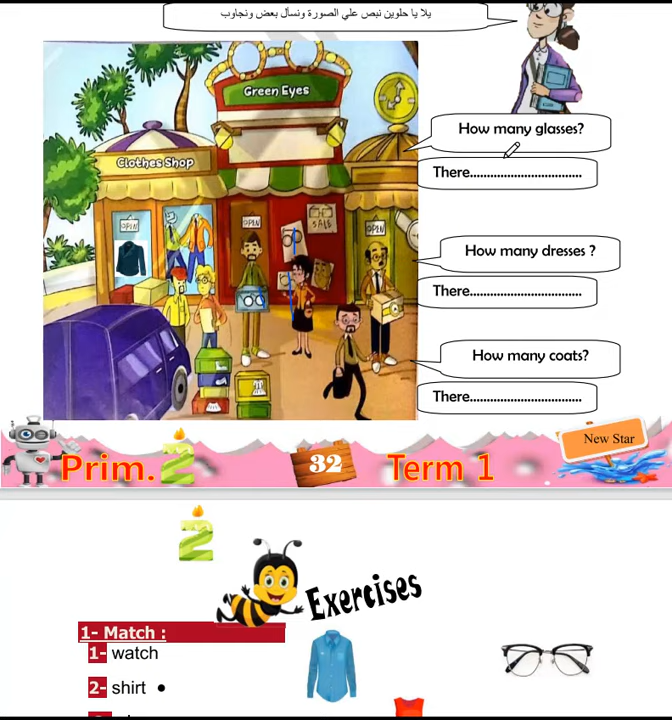 يلا يا حلوين نبص علي الصورة ونسأل بعض ونجاوب
Green Eyes
Clothes Shop
How many glasses?
There.................................
OPEN
OPEN
SALE
OPEN
How many dresses ?
There.................................
How many coats?
There.................................
New Star
Prim. 2
32
Term 1
2
Exercises
1- Match :
1- watch
2- shirt •